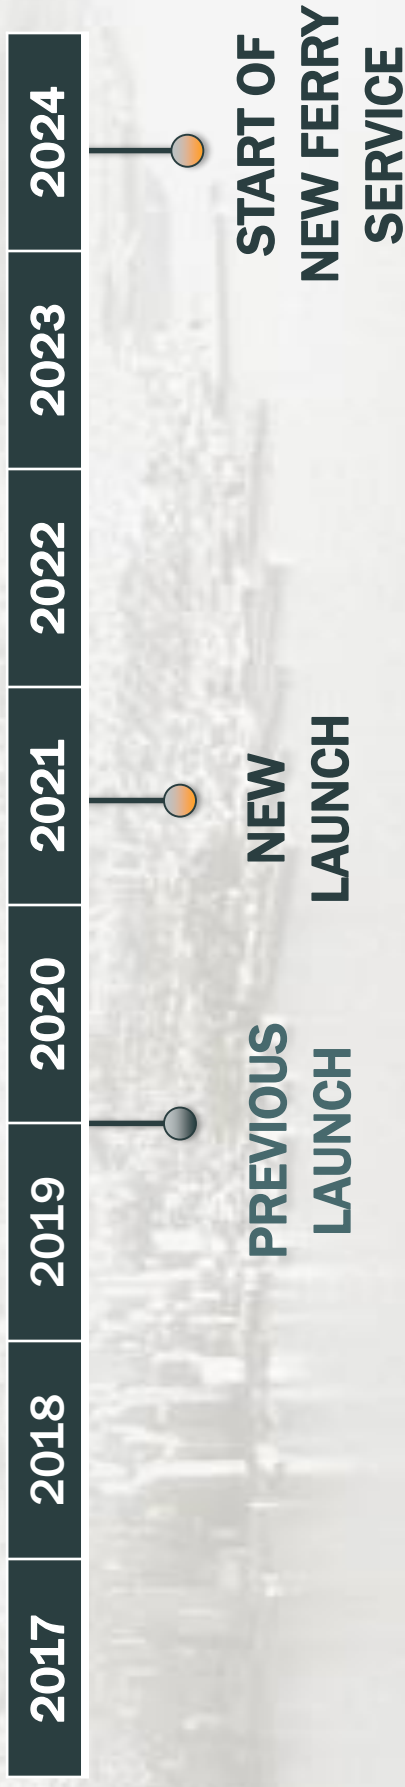 2017
2018
2019
2020
2021
2022
2023
2024
PREVIOUS
LAUNCH
NEW
LAUNCH
START OF
NEW FERRY
SERVICE